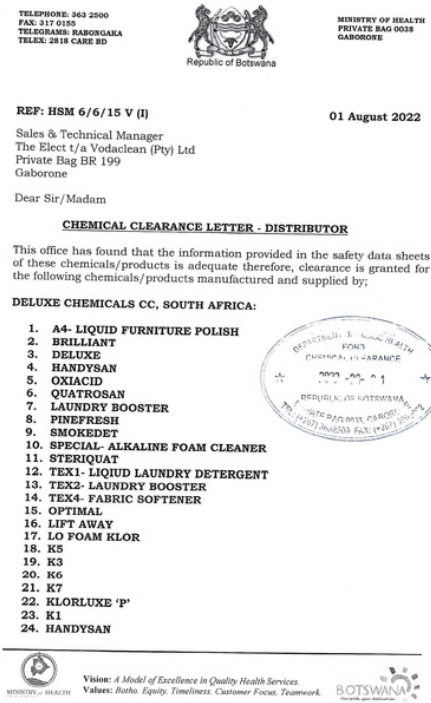 TELEPHONE: 363 2500
FAX: 317 0155
TELEGRAMS: RABONGAKA
TELEX: 2818 CARE BD
Republic of Botswana
MINISTRY OF HEALTH
PRIVATE BAG 0038
GABORONE
REF: HSM 6/6/15 V (I)
01 August 2022
Sales & Technical Manager
The Elect t/a Vodaclean (Pty) Ltd
Private Bag BR 199
Gaborone
Dear Sir/Madam
CHEMICAL CLEARANCE LETTER - DISTRIBUTOR
This office has found that the information provided in the safety data sheets
of these chemicals/products is adequate therefore, clearance is granted for
the following chemicals/products manufactured and supplied by;
DELUXE CHEMICALS CC, SOUTH AFRICA:
1. A4- LIQUID FURNITURE POLISH
2. BRILLIANT
3. DELUXE
4. HANDYSAN
5. OXIACID
6. QUATROSAN
7. LAUNDRY BOOSTER
8. PINEFRESH
9. SMOKEDET
10. SPECIAL- ALKALINE FOAM CLEANER
11. STERIQUAT
12. TEX1- LIQIUD LAUNDRY DETERGENT
13. TEX2- LAUNDRY BOOSTER
14. TEX4- FABRIC SOFTENER
15. OPTIMAL
16. LIFT AWAY
17. LO FOAM KLOR
18. K5
19. K3
20. K6
21. K7
22. KLORLUXE 'P'
23. K1
24. HANDYSAN
DEPARTMENT HEALTH
CHEMICAL CLEARANCE
REPUBLIC OF BOTSWANA
MINISTRY of HEALTH
Vision: A Model of Excellence in Quality Health Services.
Values: Botho, Equity, Timeliness, Customer Focus, Teamwork.
BOTSWANA